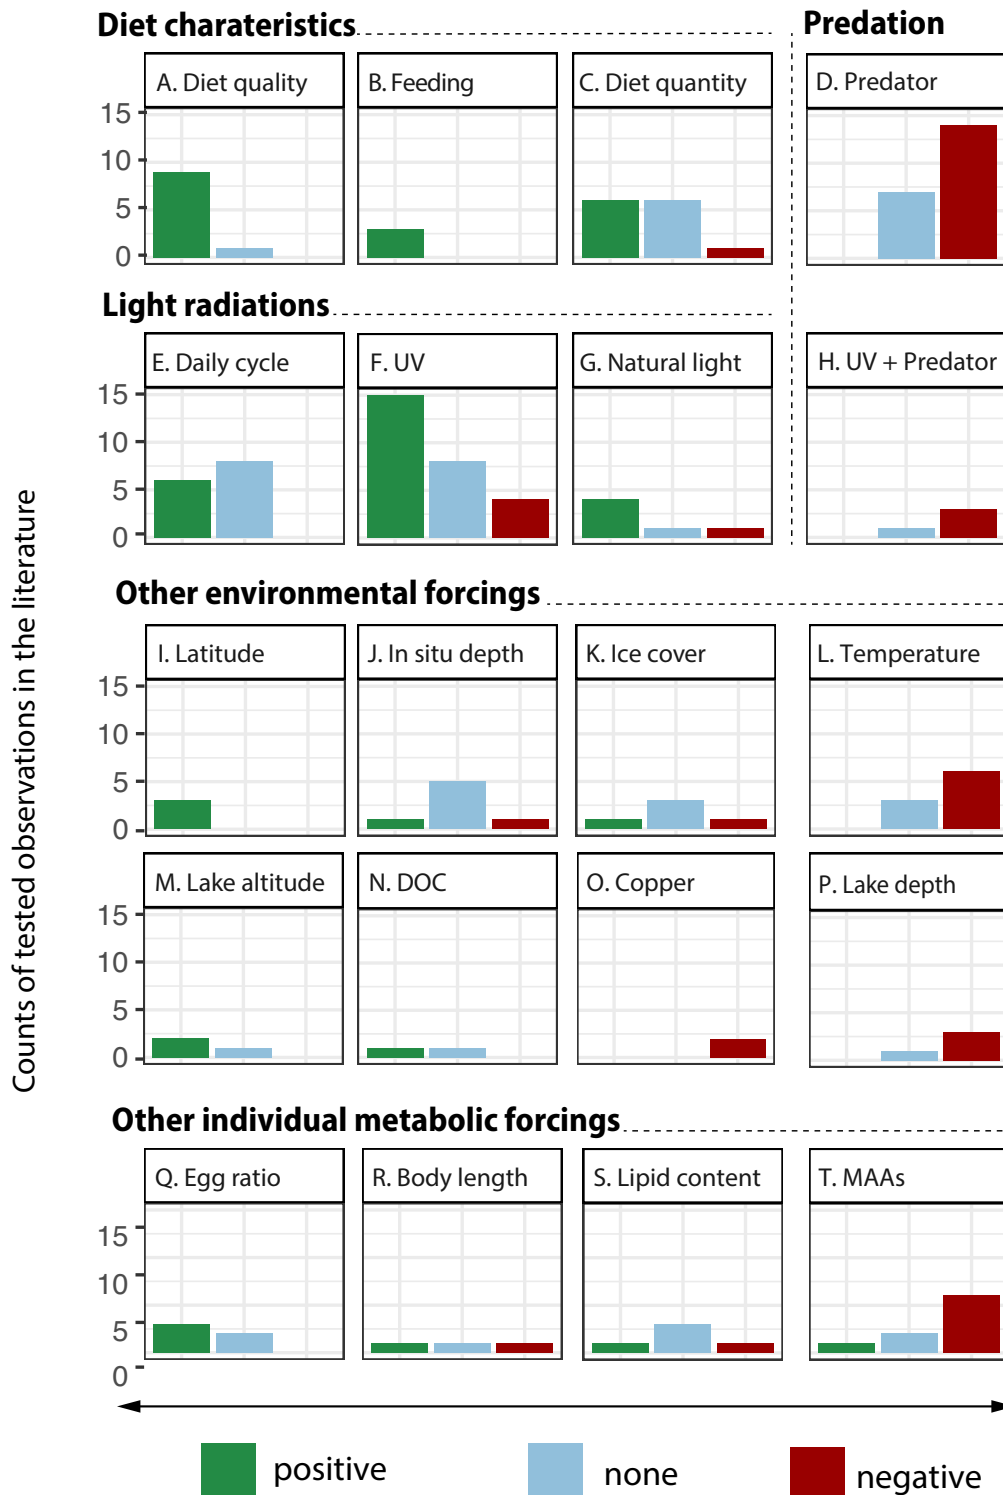 Diet charateristics
Predation
A. Diet quality
B. Feeding
C. Diet quantity
D. Predator
15
10
5
0
Light radiations
E. Daily cycle
F. UV
G. Natural light
H. UV + Predator
15
10
5
0
Counts of tested observations in the literature
Other environmental forcings
I. Latitude
J. In situ depth
K. Ice cover
L. Temperature
15
10
5
0
M. Lake altitude
N. DOC
O. Copper
P. Lake depth
15
10
5
0
Other individual metabolic forcings
Q. Egg ratio
R. Body length
S. Lipid content
T. MAAs
15
10
5
0
positive
none
negative